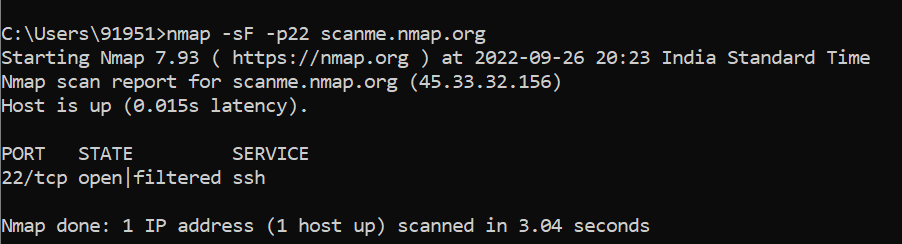 C:\Users\91951>nmap -sF -p22 scanme.nmap.org
Starting Nmap 7.93 ( https://nmap.org ) at 2022-09-26 20:23 India Standard Time
Nmap scan report for scanme.nmap.org (45.33.32.156)
Host is up (0.015s latency).
PORT   STATE         SERVICE
22/tcp open|filtered ssh
Nmap done: 1 IP address (1 host up) scanned in 3.04 seconds